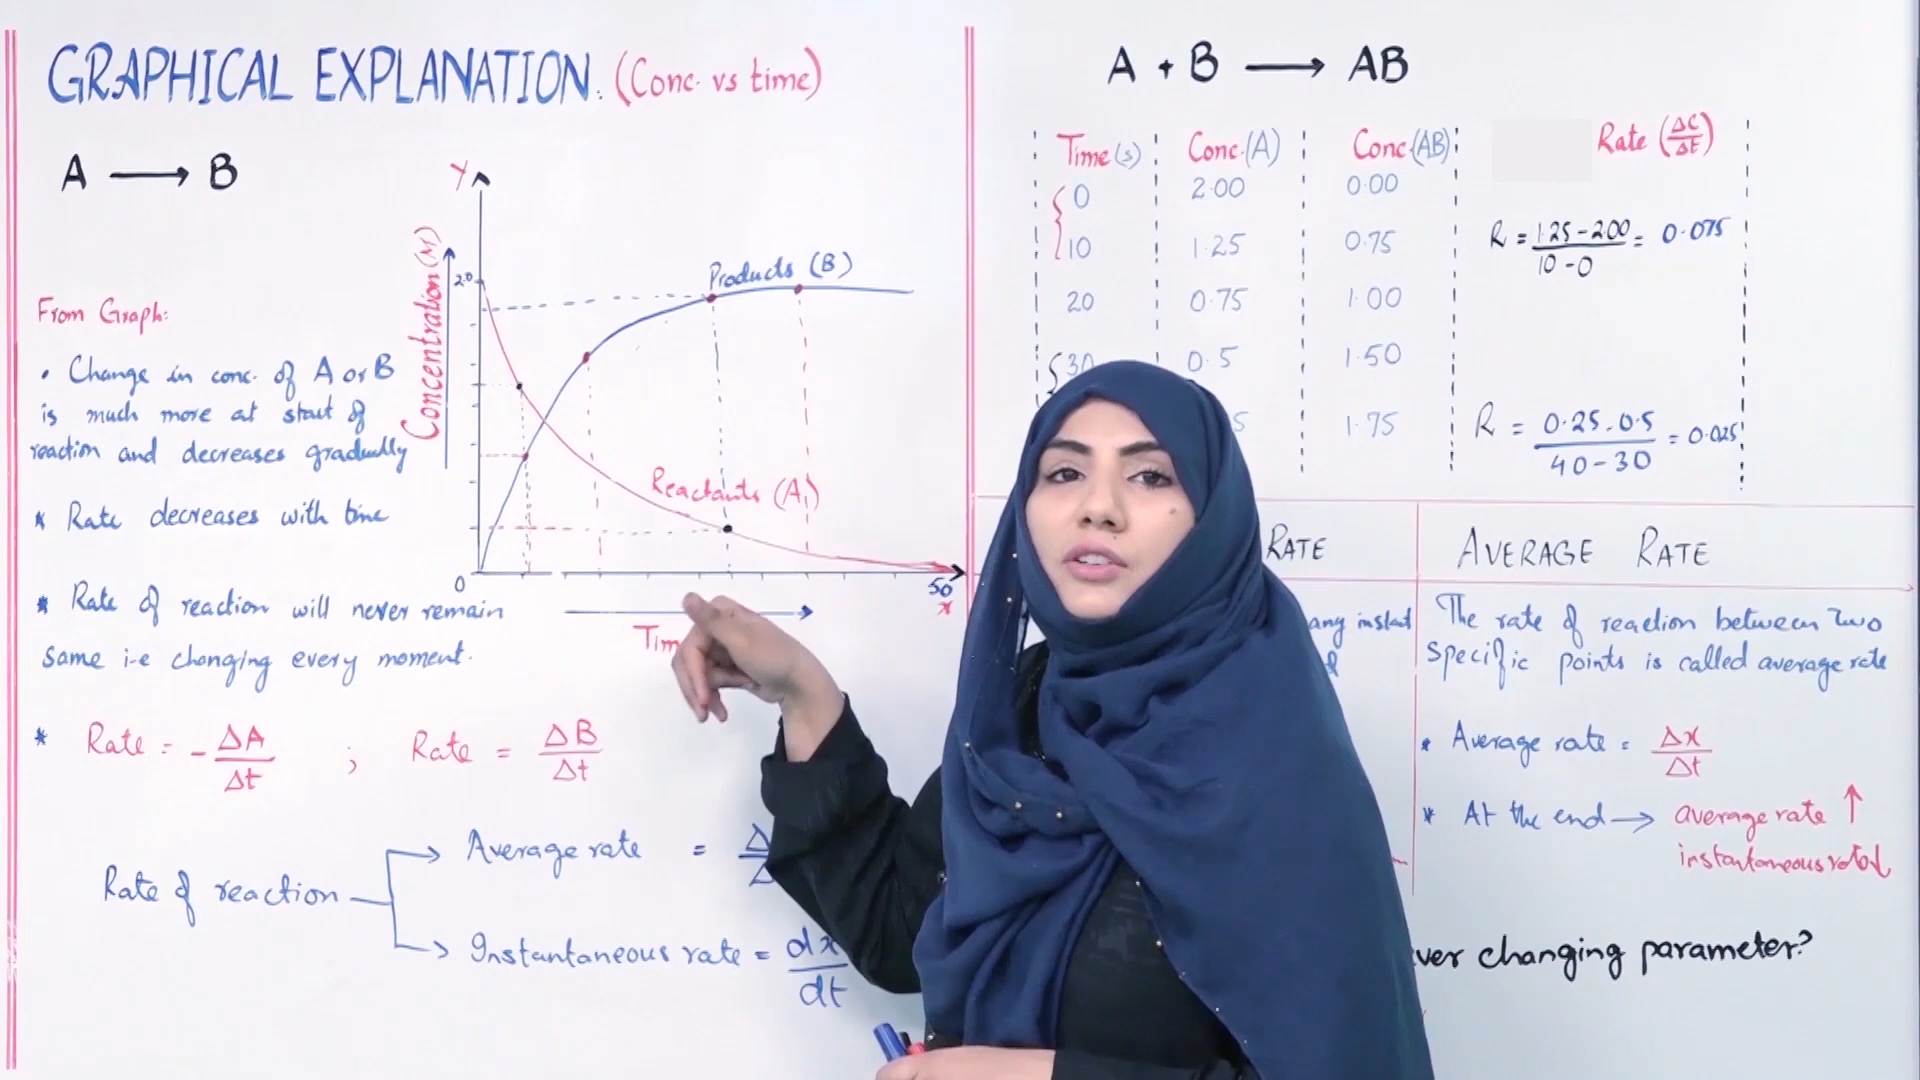 GRAPHICAL EXPLANATION. (Conc. vs time)
A ⟶ B
From Graph:
• Change in conc. of A or B
is much more at start of
reaction and decreases gradually
* Rate decreases with time
* Rate of reaction will never remain
same i-e changing every moment.
* Rate = - ΔA/Δt ; Rate = ΔB/Δt
Rate of reaction
Average rate =
Instantaneous rate = dx/dt
Y
Concentration (M)
2.0
Products (B)
Reactants (A)
0
50
x
A + B ⟶ AB
Time (s) Conc. (A) Conc. (AB) Rate (ΔC/Δt)
0 2.00 0.00
10 1.25 0.75 R = 1.25 - 200 / 10 - 0 = 0.075
20 0.75 1.00
30 0.5 1.50
1.75 R = 0.25 - 0.5 / 40 - 30 = 0.025
RATE
any instant
AVERAGE RATE
The rate of reaction between two
specific points is called average rate
* Average rate = Δx/Δt
* At the end ⟶ average rate ↑
instantaneous rate ↓
changing parameter?